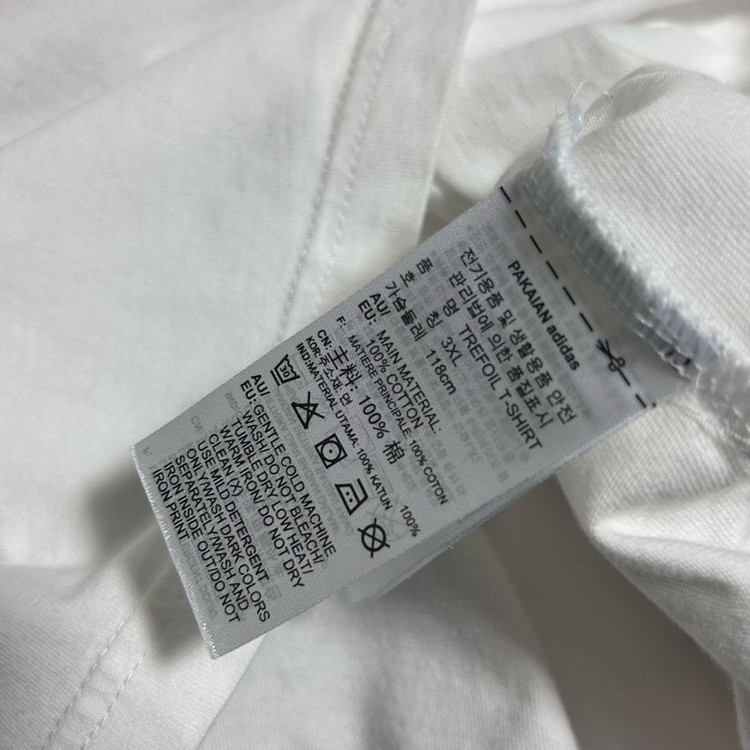 PAKAIAN adidas
전기용품 및 생활용품 안전
관리법에 의한 품질표시
품 명 TREFOIL T-SHIRT
호 칭 3XL
가슴둘레 118cm
AU/
EU: MAIN MATERIAL:
100% COTTON
F: MATIERE PRINCIPALE: 100% COTON
CN: 主料: 100% 棉
KOR: 주소재: 면 100%
IND:MATERIAL UTAMA: 100% KATUN
30
AU/
EU: GENTLE COLD MACHINE
WASH/ DO NOT BLEACH/
TUMBLE DRY LOW HEAT/
WARM IRON/ DO NOT DRY
CLEAN (X)
USE MILD DETERGENT
ONLY/WASH DARK COLORS
SEPARATELY/WASH AND
IRON INSIDE OUT/DO NOT
IRON PRINT